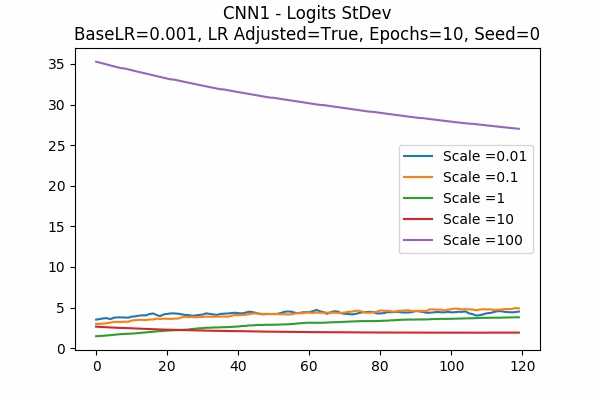 CNN1 - Logits StDev
BaseLR=0.001, LR Adjusted=True, Epochs=10, Seed=0
35
30
25
20
15
10
5
0
Scale =0.01
Scale =0.1
Scale =1
Scale =10
Scale =100
0 20 40 60 80 100 120